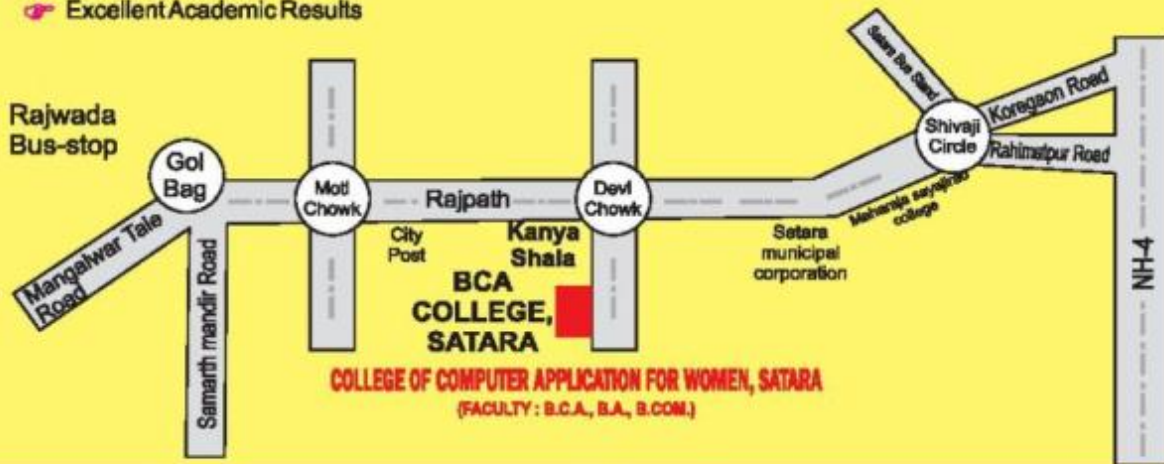 Excellent Academic Results
Rajwada
Bus-stop
Gol
Bag
Mangalwar Tale
Road
Samarth mandir Road
Moti
Chowk
Rajpath
City
Post
Kanya
Shala
Devi
Chowk
BCA
COLLEGE,
SATARA
Satara
municipal
corporation
Maharaja sayajirao
college
Satara Bus Stand
Shivaji
Circle
Koregaon Road
Rahimatpur Road
NH-4
COLLEGE OF COMPUTER APPLICATION FOR WOMEN, SATARA
(FACULTY : B.C.A., B.A., B.COM.)